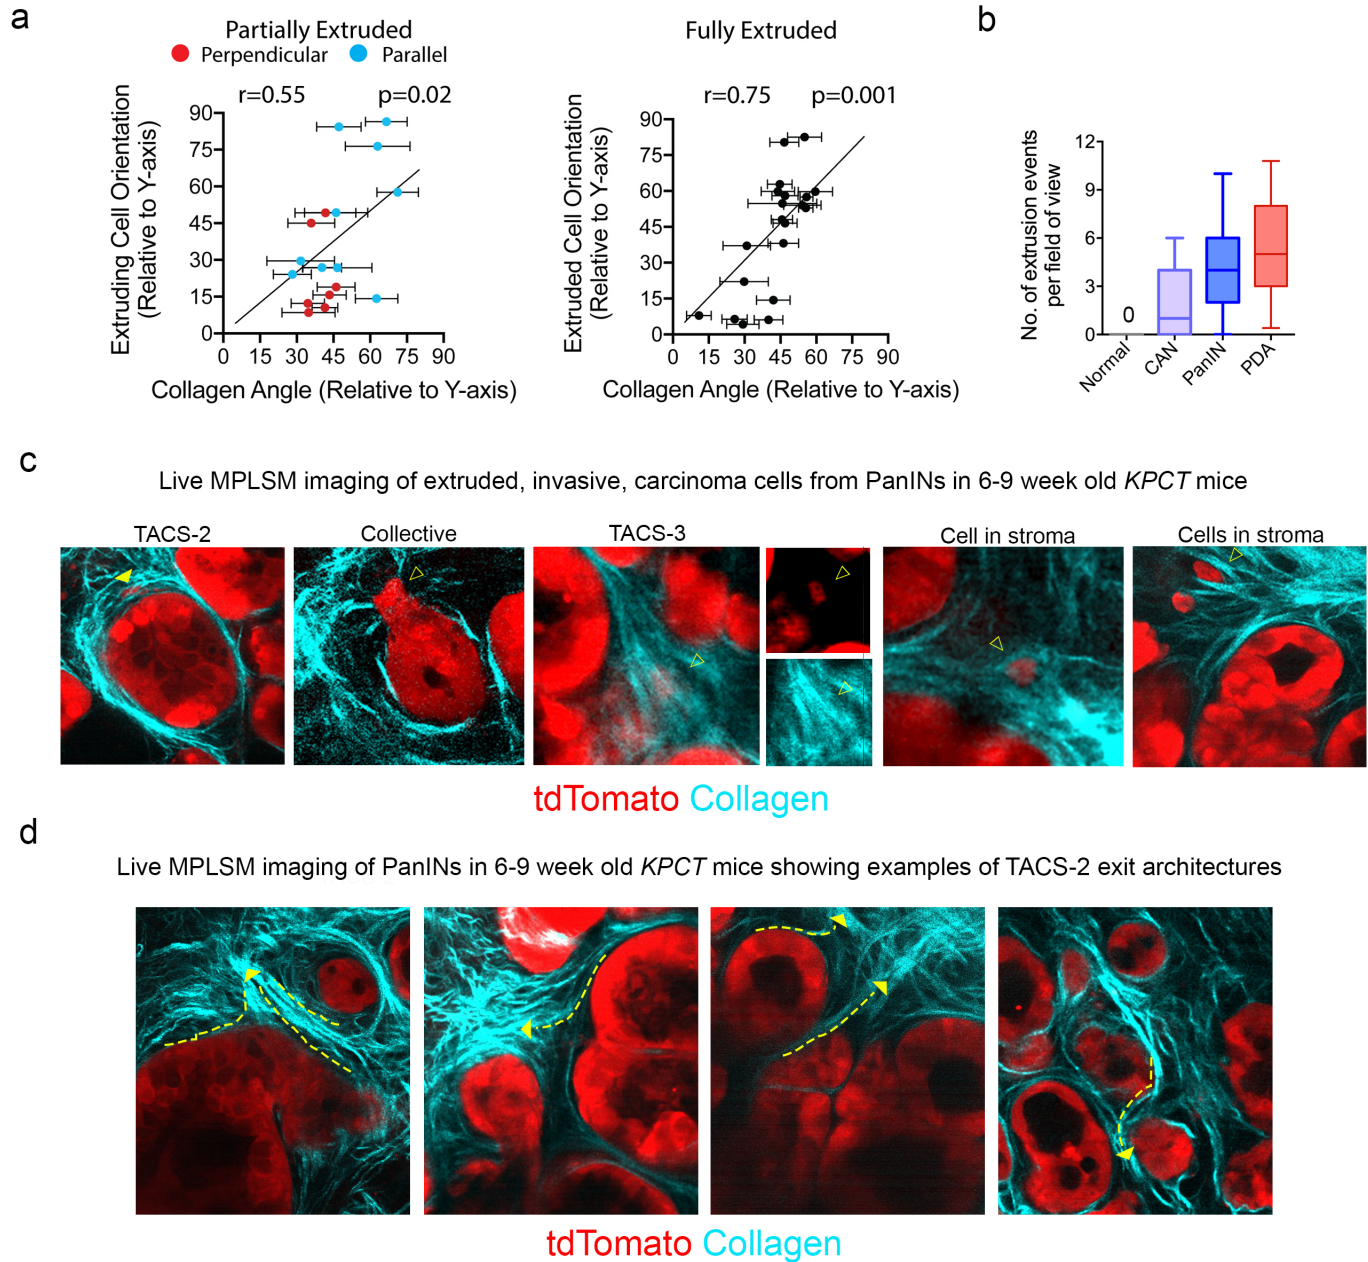 a
Partially Extruded
Perpendicular Parallel
r=0.55 p=0.02
Extruding Cell Orientation
(Relative to Y-axis)
90
75
60
45
30
15
0
0 15 30 45 60 75 90
Collagen Angle (Relative to Y-axis)
Fully Extruded
r=0.75 p=0.001
Extruded Cell Orientation
(Relative to Y-axis)
90
75
60
45
30
15
0
0 15 30 45 60 75 90
Collagen Angle (Relative to Y-axis)
b
No. of extrusion events
per field of view
12
9
6
3
0
0
Normal
CAN
PanIN
PDA
c
Live MPLSM imaging of extruded, invasive, carcinoma cells from PanINs in 6-9 week old KPCT mice
TACS-2 Collective TACS-3 Cell in stroma Cells in stroma
tdTomato Collagen
d
Live MPLSM imaging of PanINs in 6-9 week old KPCT mice showing examples of TACS-2 exit architectures
tdTomato Collagen